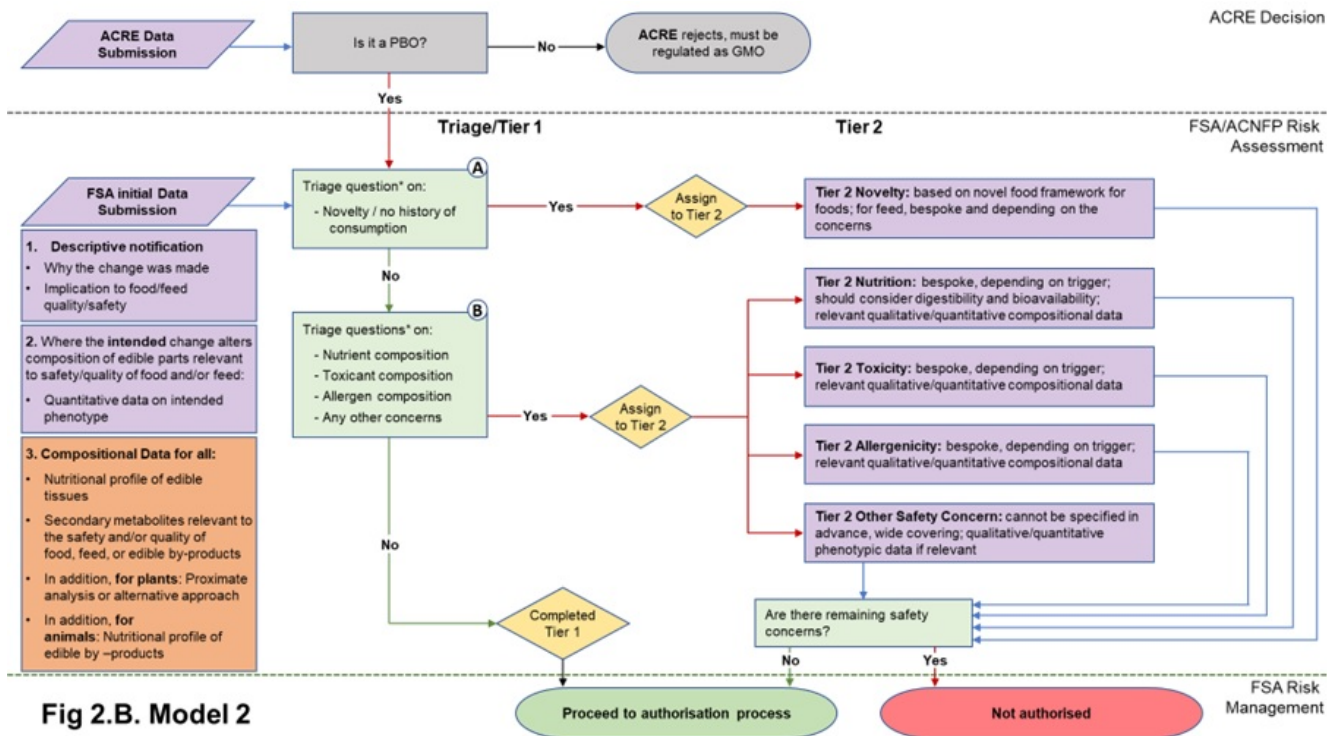 ACRE Decision
ACRE Data
Submission
Is it a PBO?
No
ACRE rejects, must be
regulated as GMO
Yes
Triage/Tier 1
Tier 2
FSA/ACNFP Risk
Assessment
FSA initial Data
Submission
A
Triage question* on:
- Novelty / no history of
consumption
Yes
Assign
to Tier 2
Tier 2 Novelty: based on novel food framework for
foods; for feed, bespoke and depending on the
concerns
1. Descriptive notification
• Why the change was made
• Implication to food/feed
quality/safety
No
2. Where the intended change alters
composition of edible parts relevant
to safety/quality of food and/or feed:
• Quantitative data on intended
phenotype
B
Triage questions* on:
- Nutrient composition
- Toxicant composition
- Allergen composition
- Any other concerns
Yes
Assign
to Tier 2
Tier 2 Nutrition: bespoke, depending on trigger;
should consider digestibility and bioavailability;
relevant qualitative/quantitative compositional data
Tier 2 Toxicity: bespoke, depending on trigger;
relevant qualitative/quantitative compositional data
Tier 2 Allergenicity: bespoke, depending on trigger;
relevant qualitative/quantitative compositional data
Tier 2 Other Safety Concern: cannot be specified in
advance, wide covering; qualitative/quantitative
phenotypic data if relevant
3. Compositional Data for all:
• Nutritional profile of edible
tissues
• Secondary metabolites relevant to
the safety and/or quality of
food, feed, or edible by-products
• In addition, for plants: Proximate
analysis or alternative approach
• In addition, for
animals: Nutritional profile of
edible by –products
No
Completed
Tier 1
Are there remaining safety
concerns?
No
Yes
FSA Risk
Management
Fig 2.B. Model 2
Proceed to authorisation process
Not authorised